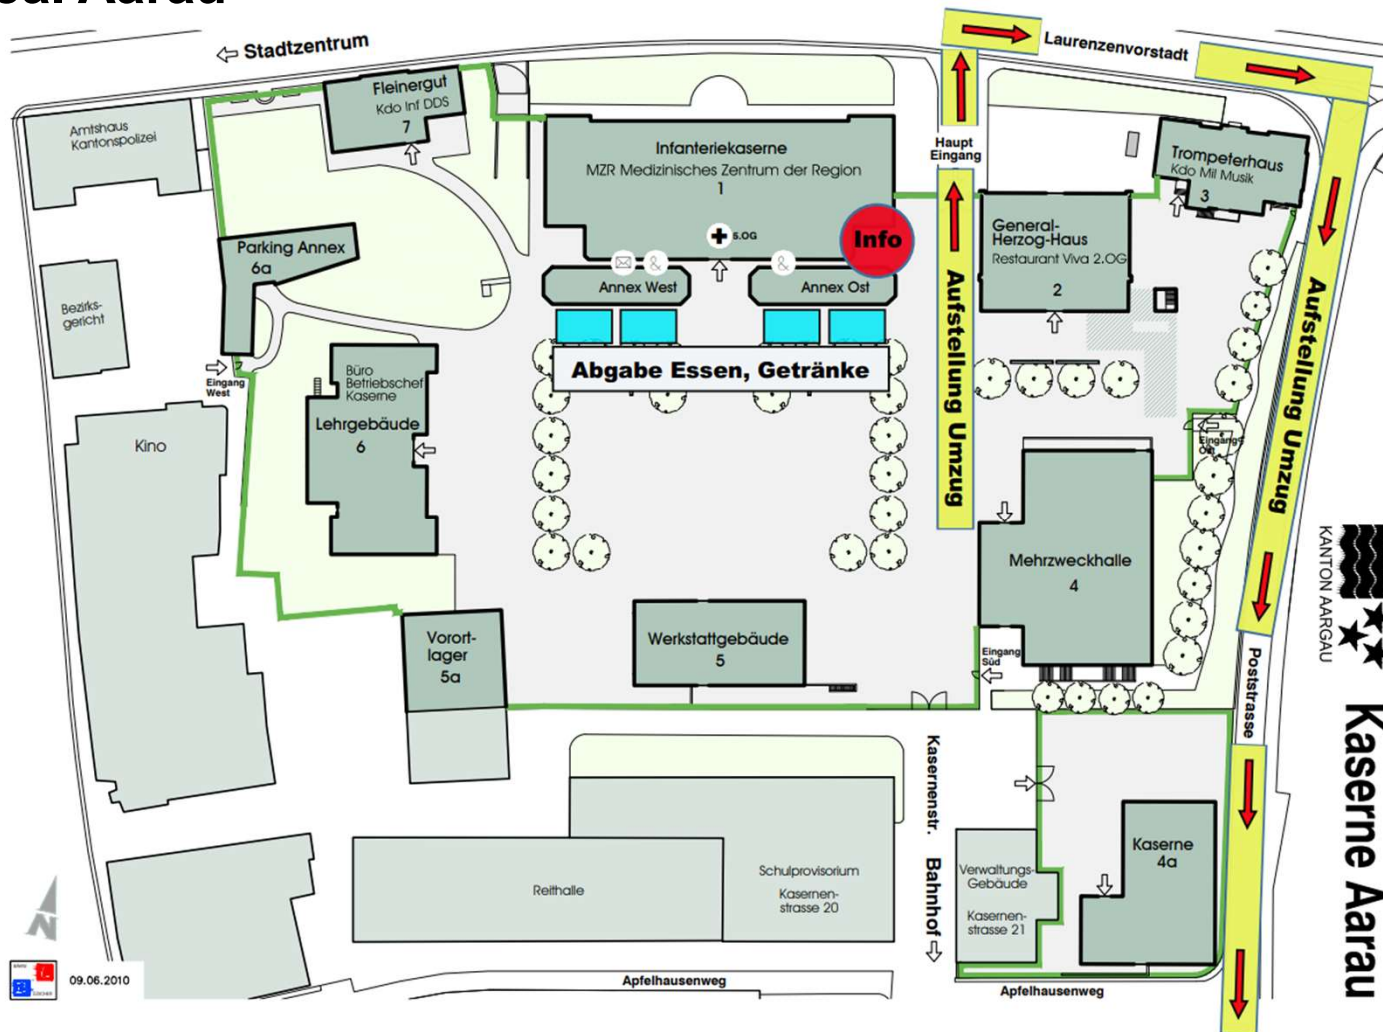 Aarau
Stadtzentrum
Laurenzenvorstadt
Fleinergut
Kdo Inf DDS
7
Amtshaus
Kantonspolizei
Infanteriekaserne
MZR Medizinisches Zentrum der Region
1
S.OG
Info
Haupt
Eingang
Trompeterhaus
Kdo Mil Musik
3
General-
Herzog-Haus
Restaurant Viva 2.OG
2
Parking Annex
6a
Annex West
Annex Ost
Bezirks-
gericht
Eingang
West
Abgabe Essen, Getränke
Aufstellung Umzug
Aufstellung Umzug
Büro
Betriebschef
Kaserne
Lehrgebäude
6
Kino
Eingang
Ost
Mehrzweckhalle
4
KANTON AARGAU
Werkstattgebäude
5
Vorort-
lager
5a
Eingang
Süd
Poststrasse
Kaserne Aarau
Kasernenstr.
Bahnhof
Kaserne
4a
Verwaltungs-
Gebäude
Kasernen-
strasse 21
Schulprovisorium
Kasernen-
strasse 20
Reithalle
N
09.06.2010
Apfelhausenweg
Apfelhausenweg